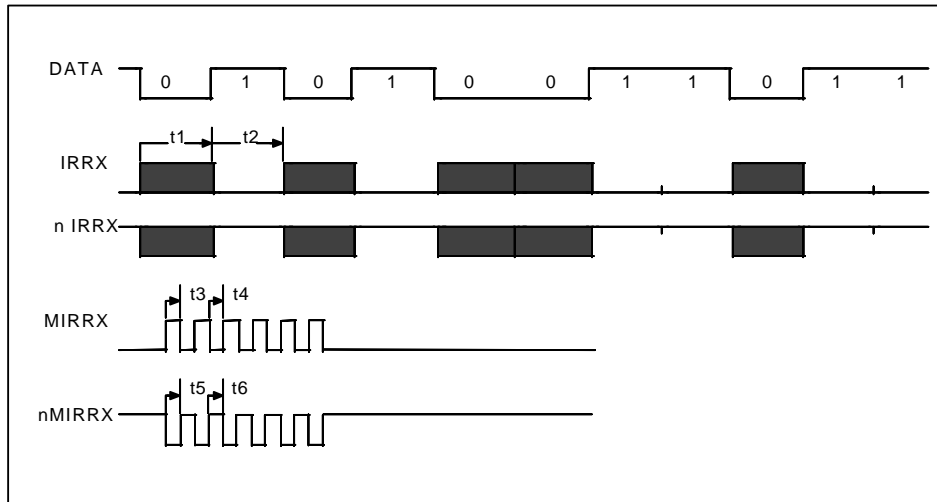 DATA
0 1 0 1 0 0 1 1 0 1 1
t1 t2
IRRX
n IRRX
t3 t4
MIRRX
t5 t6
nMIRRX